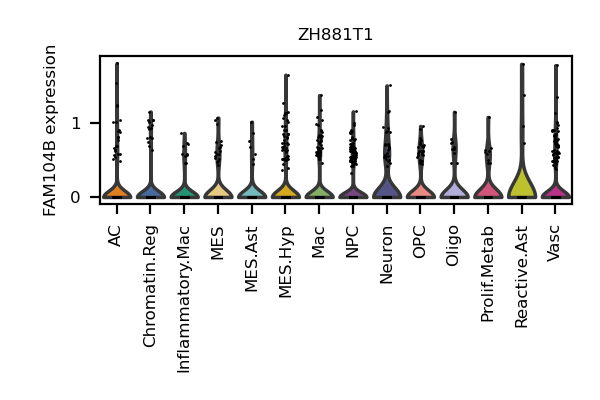 ZH881T1
FAM104B expression
1
0
AC
Chromatin.Reg
Inflammatory.Mac
MES
MES.Ast
MES.Hyp
Mac
NPC
Neuron
OPC
Oligo
Prolif.Metab
Reactive.Ast
Vasc